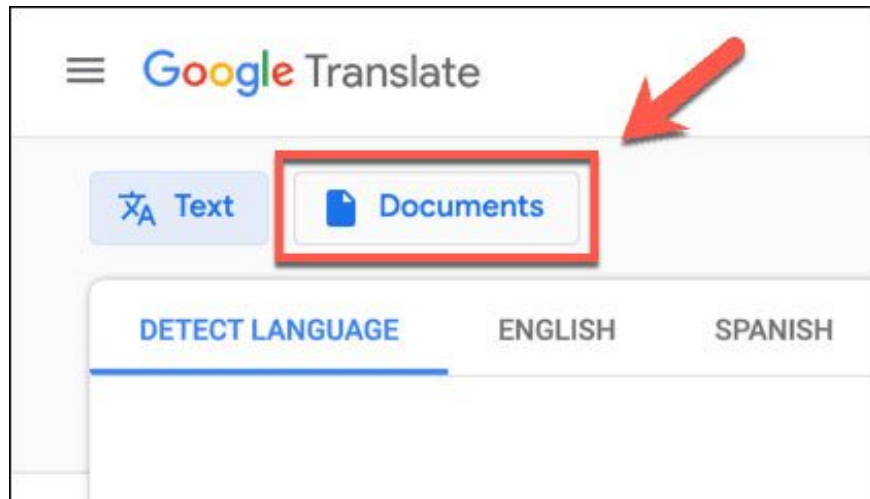 Google Translate
Text Documents
DETECT LANGUAGE ENGLISH SPANISH